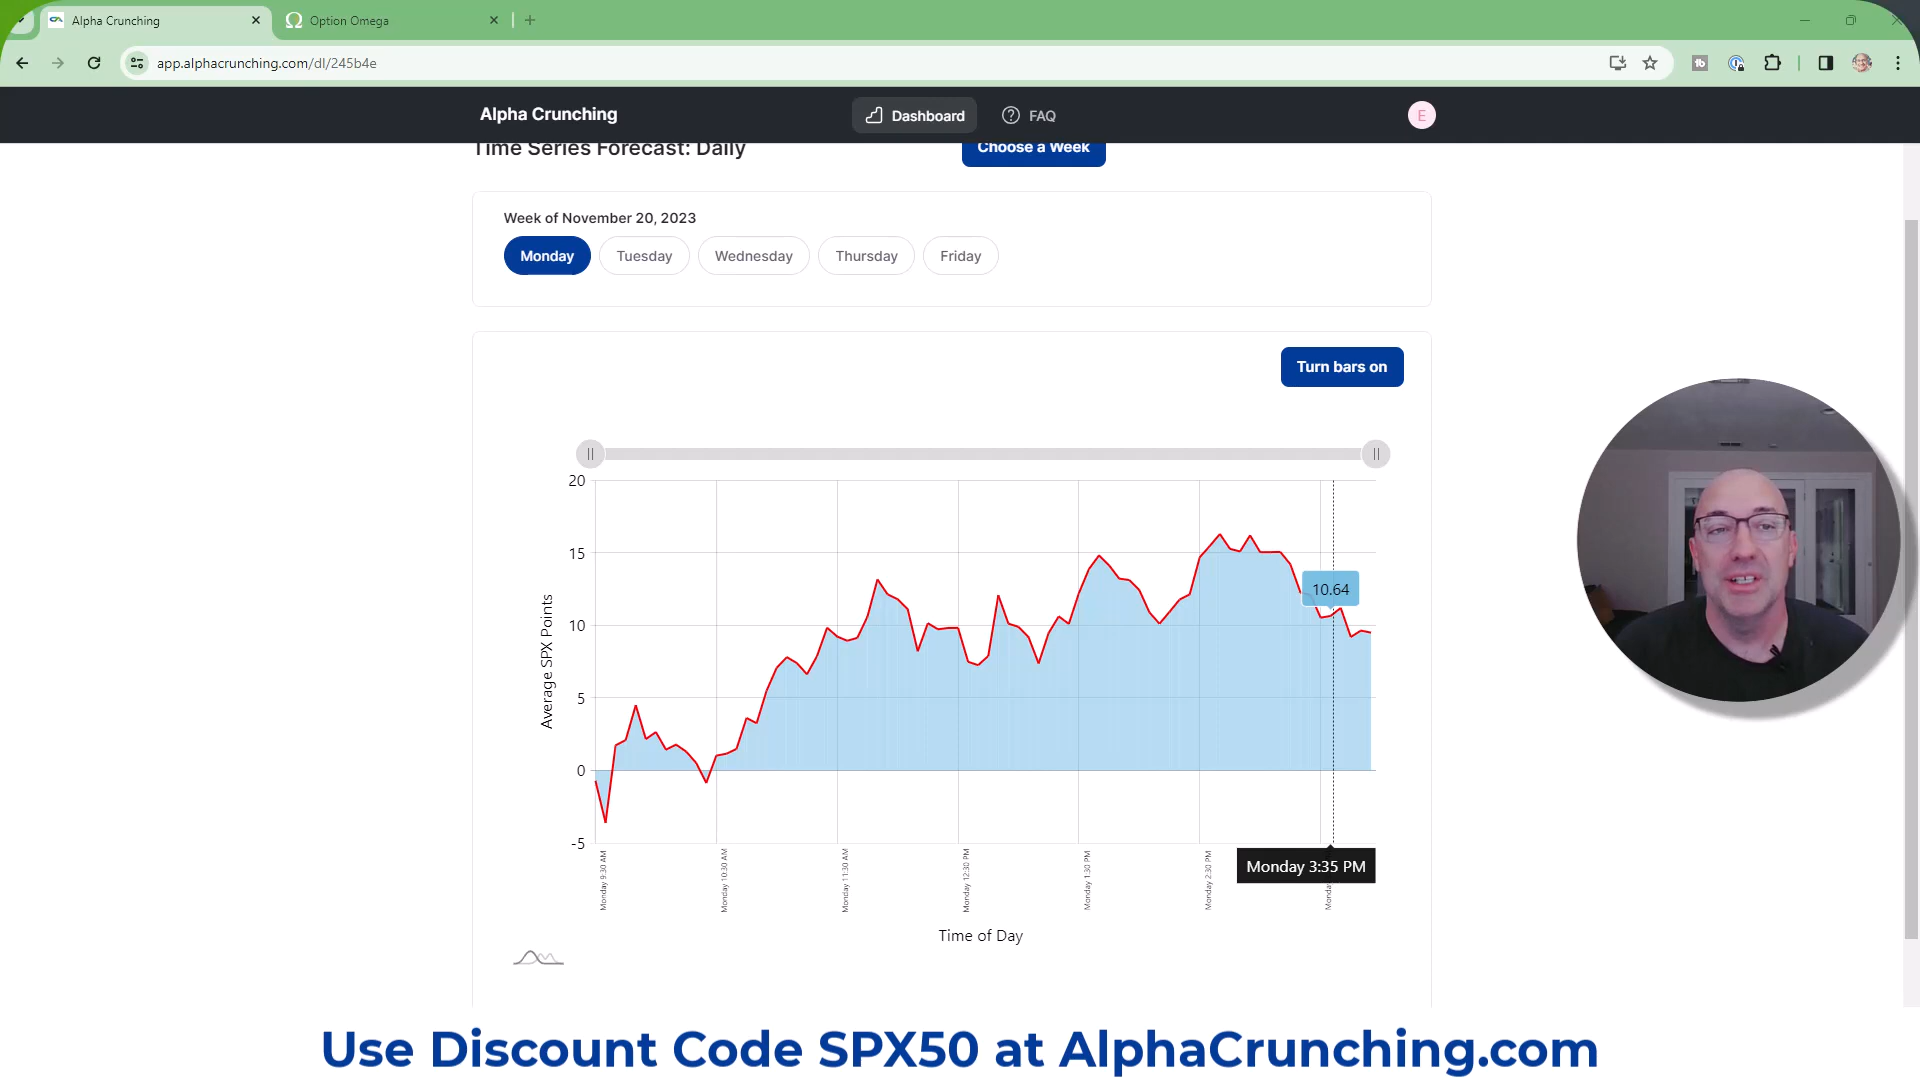 Alpha Crunching
Option Omega
app.alphacrunching.com/dl/245b4e
Alpha Crunching
Dashboard
FAQ
E
Time Series Forecast: Daily
Choose a Week
Week of November 20, 2023
Monday
Tuesday
Wednesday
Thursday
Friday
Turn bars on
20
15
10
5
0
-5
Average SPX Points
10.64
Monday 9:30 AM
Monday 10:30 AM
Monday 11:30 AM
Monday 12:30 PM
Monday 1:30 PM
Monday 2:30 PM
Monday
Monday 3:35 PM
Time of Day
Use Discount Code SPX50 at AlphaCrunching.com